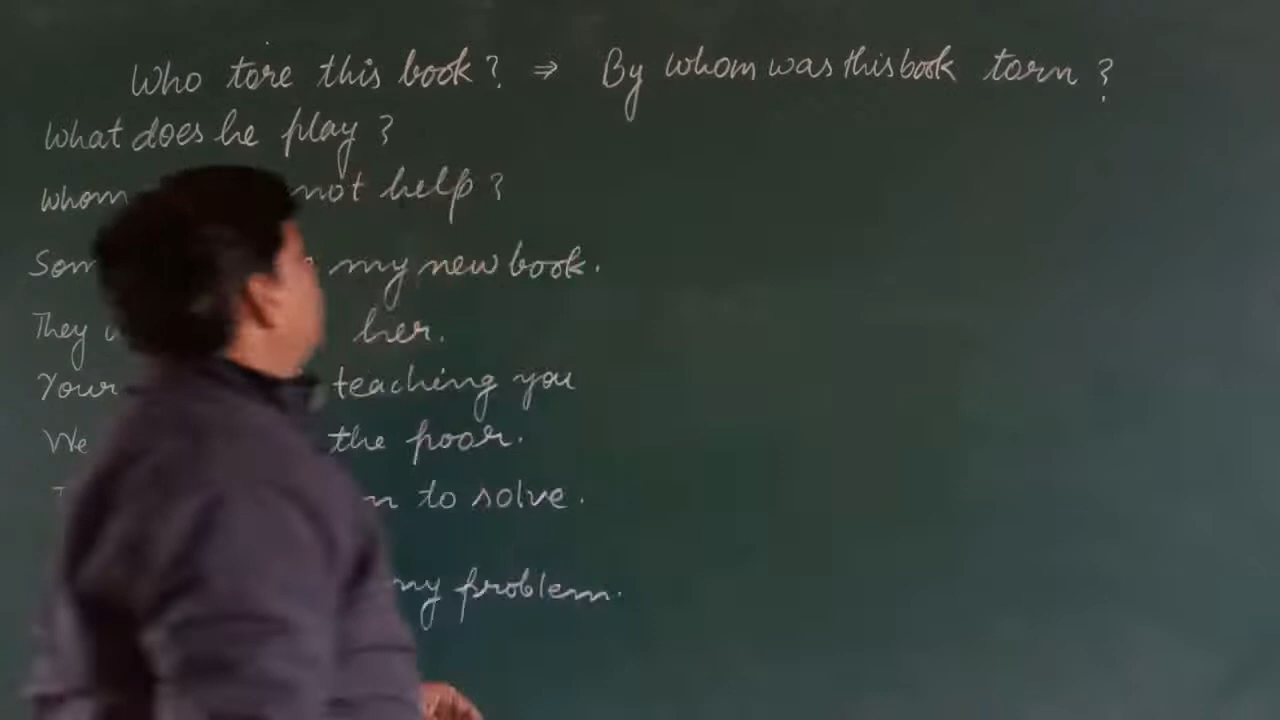 Who tore this book? ⇒ By whom was this book torn?
What does he play?
Whom not help?
my new book.
They her.
Your teaching you
We the poor.
to solve.
my problem.